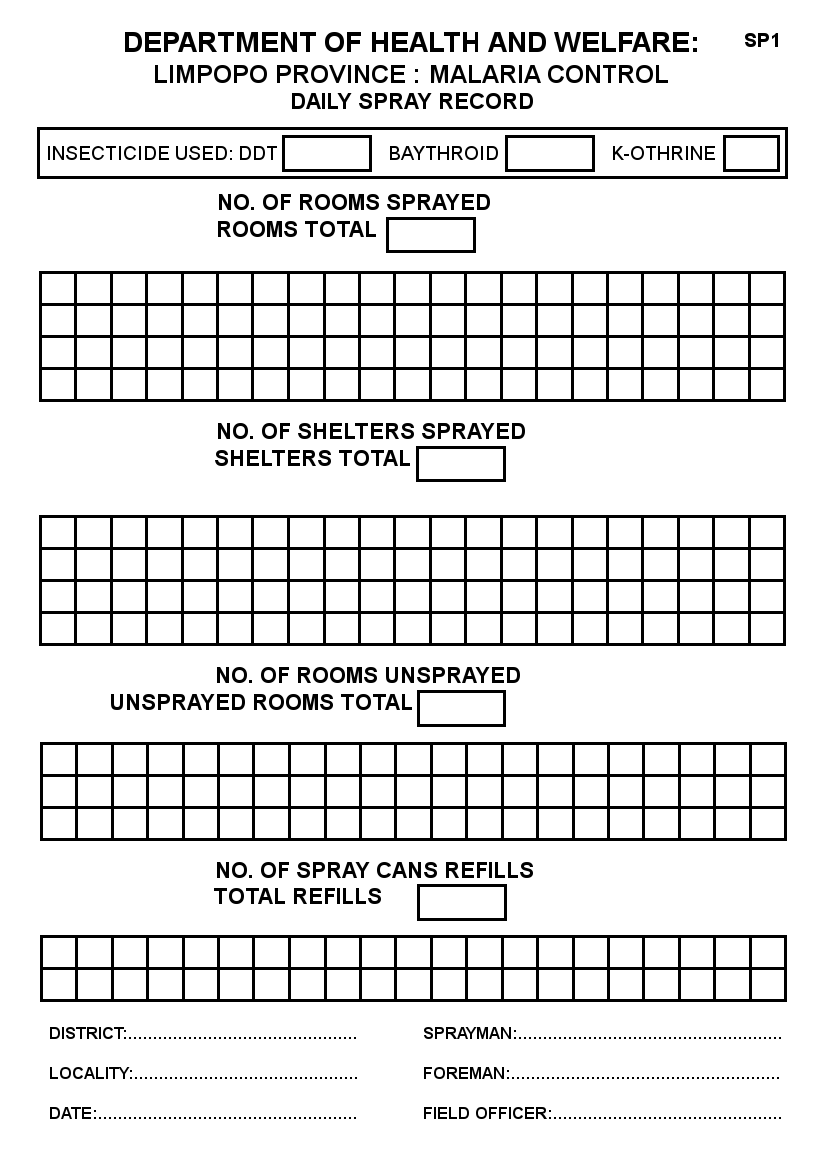 DEPARTMENT OF HEALTH AND WELFARE: SP1
LIMPOPO PROVINCE : MALARIA CONTROL
DAILY SPRAY RECORD
INSECTICIDE USED: DDT BAYTHROID K-OTHRINE
NO. OF ROOMS SPRAYED
ROOMS TOTAL
NO. OF SHELTERS SPRAYED
SHELTERS TOTAL
NO. OF ROOMS UNSPRAYED
UNSPRAYED ROOMS TOTAL
NO. OF SPRAY CANS REFILLS
TOTAL REFILLS
DISTRICT:.............................................. SPRAYMAN:.....................................................
LOCALITY:............................................. FOREMAN:......................................................
DATE:.................................................... FIELD OFFICER:..............................................